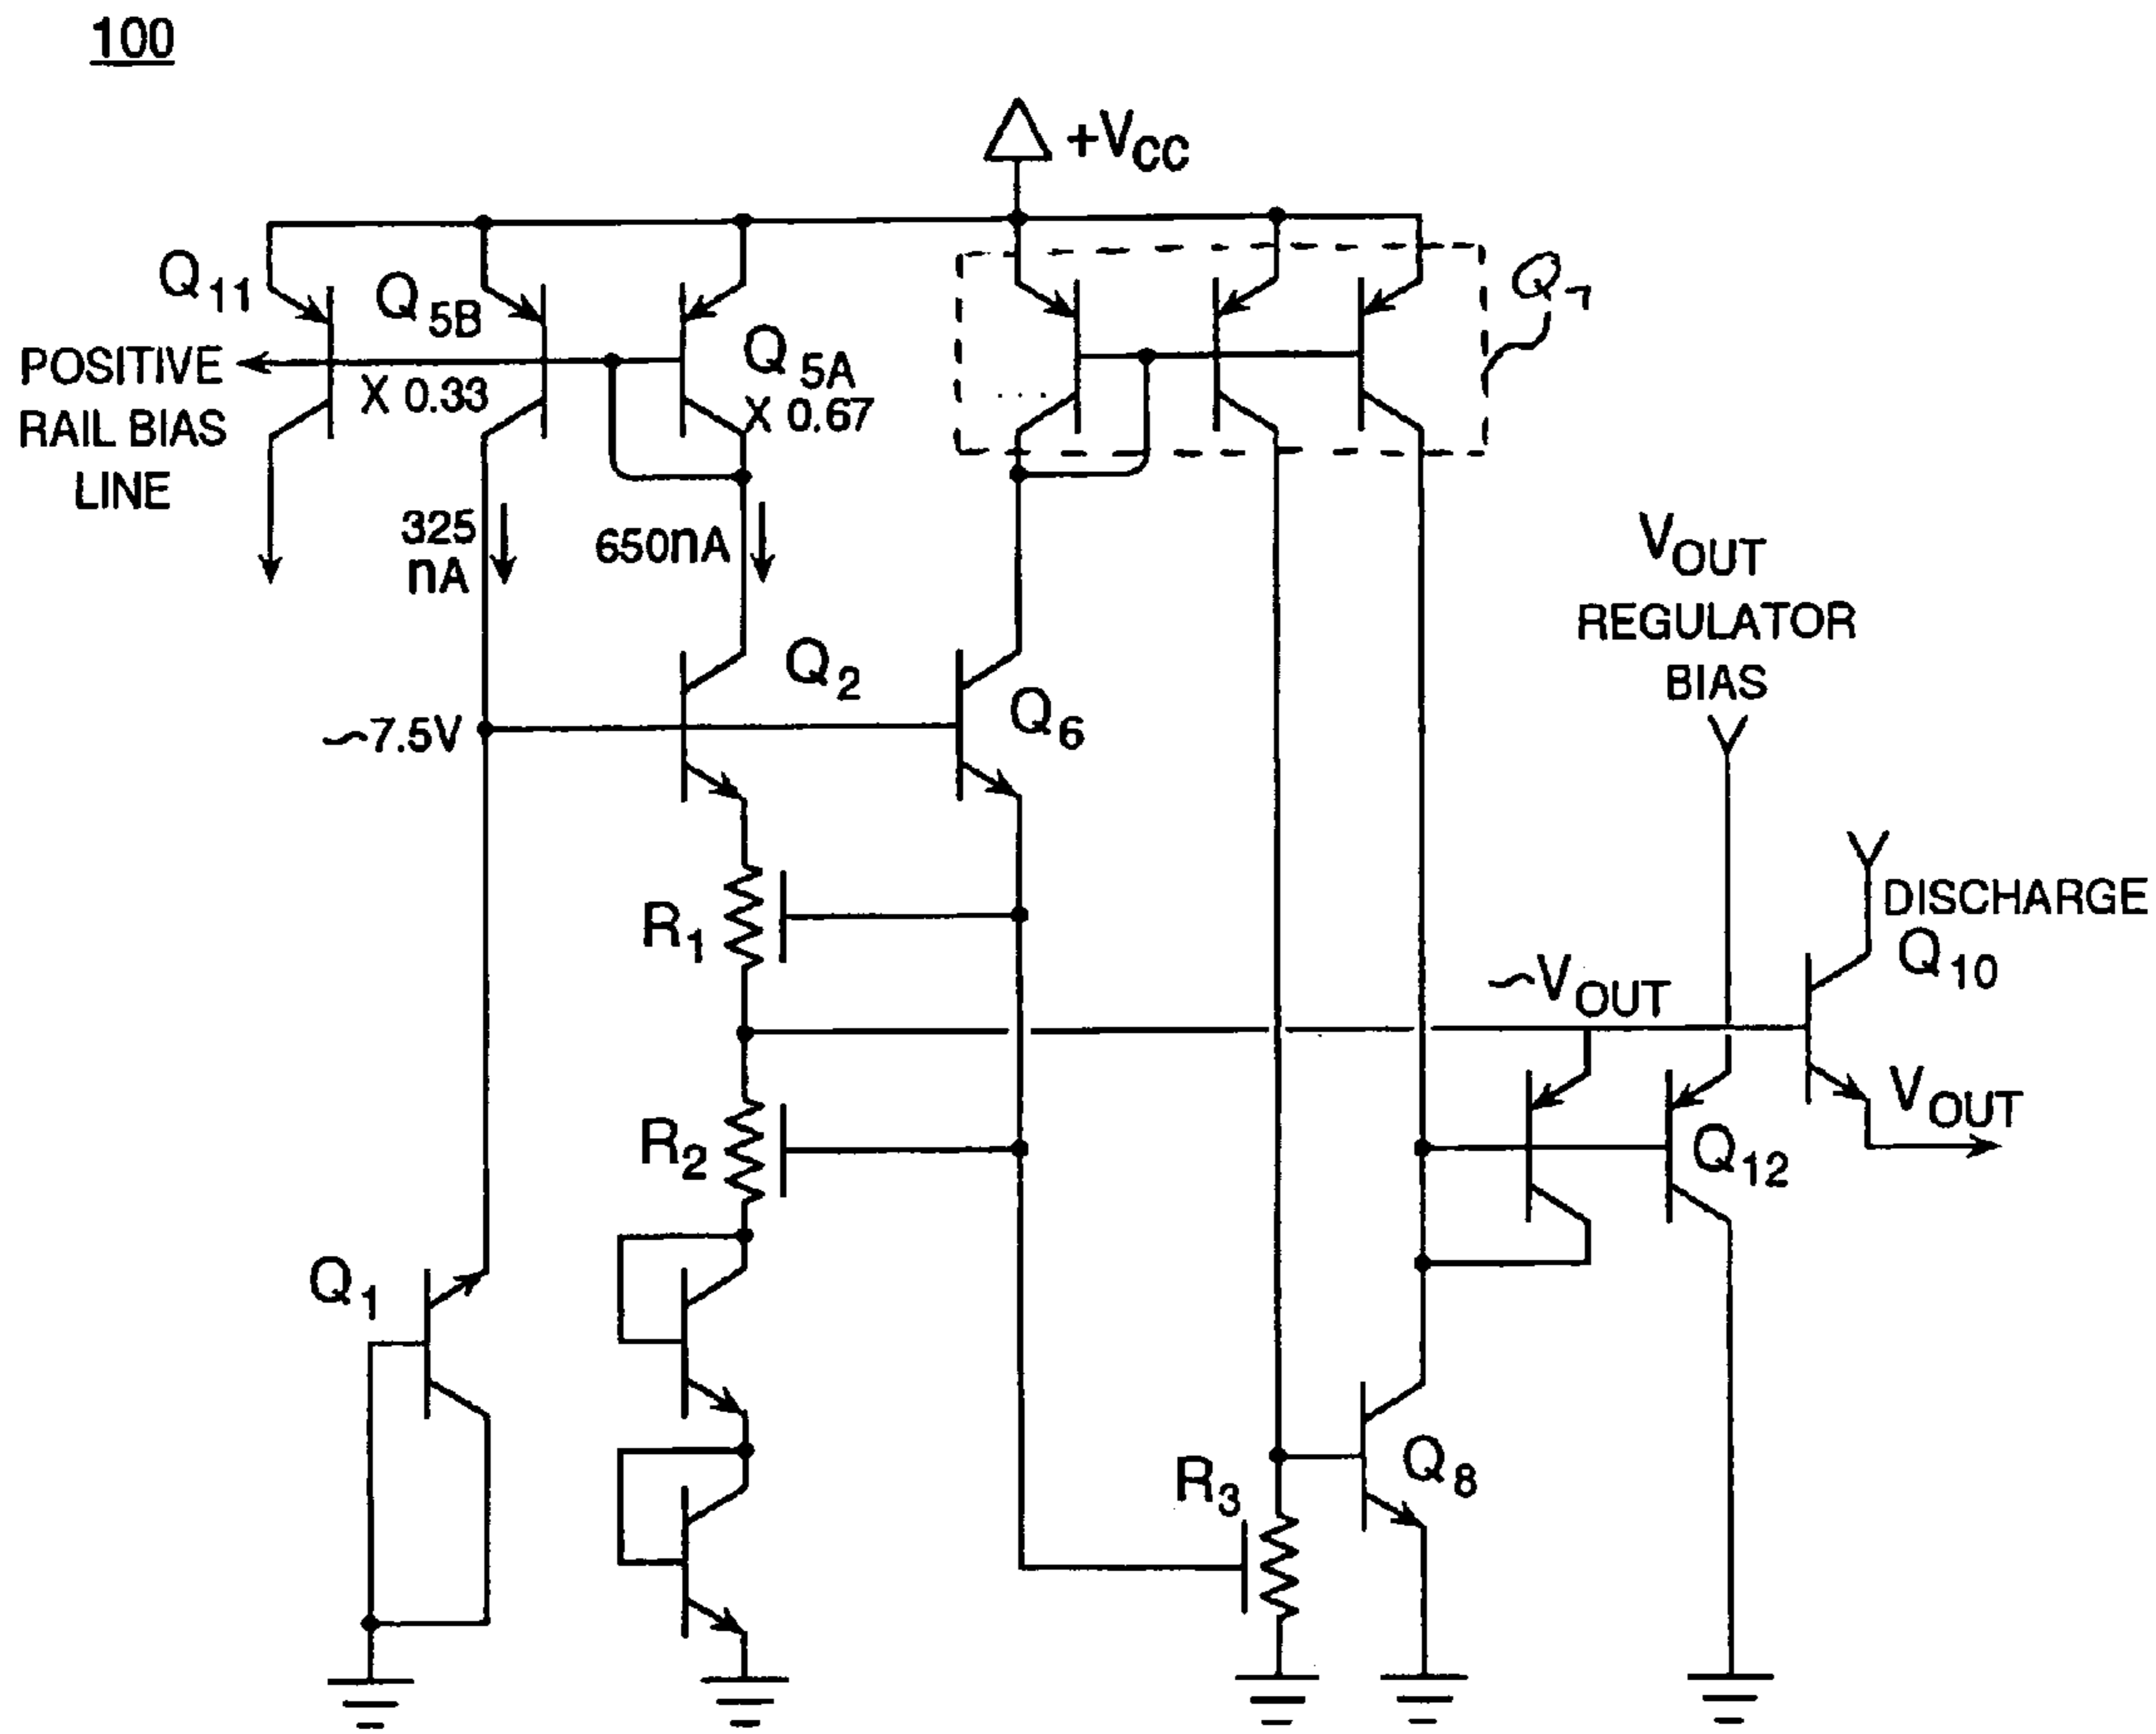 100
+VCC
Q11
Q5B
Q5A
Q7
X 0.33
X 0.67
POSITIVE
RAIL BIAS
LINE
325
nA
650nA
VOUT
REGULATOR
BIAS
Q2
Q6
~7.5V
DISCHARGE
R1
Q10
~VOUT
VOUT
R2
Q12
Q1
R3
Q8